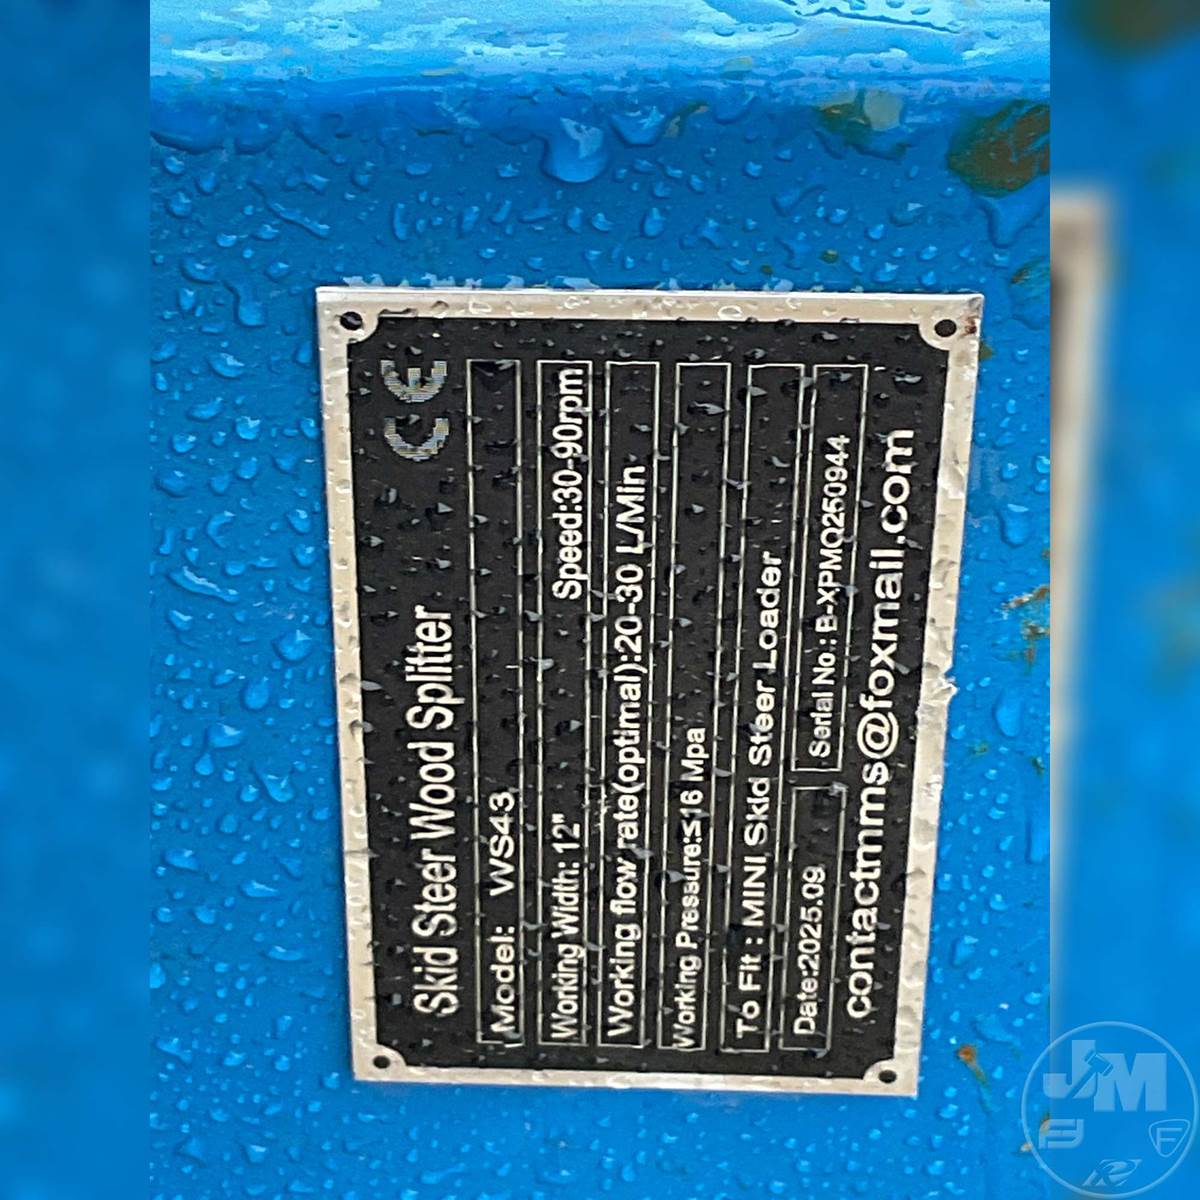 Skid Steer Wood Splitter CE
Model: WS43
Working Width: 12" Speed:30-90rpm
Working flow rate(optimal):20-30 L/Min
Working Pressure:≤16 Mpa
To Fit : MINI Skid Steer Loader
Date:2025.09 Serial No.: B-XPMQ250944
contactmms@foxmail.com
JM